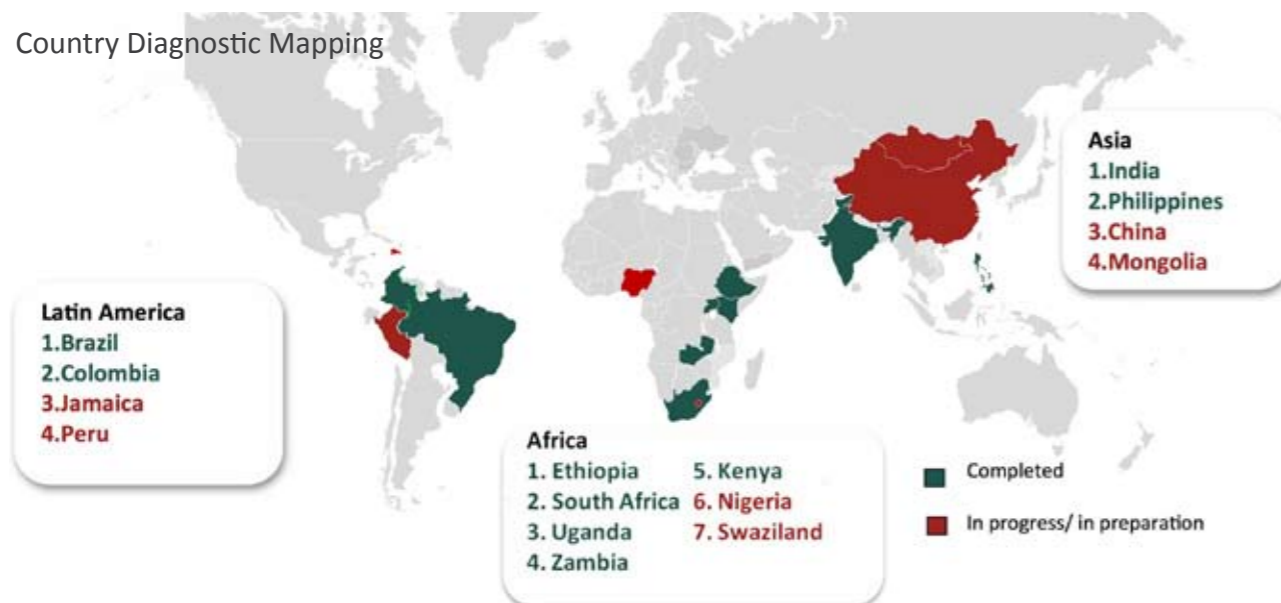 Country Diagnostic Mapping
Asia
1.India
2.Philippines
3.China
4.Mongolia
Latin America
1.Brazil
2.Colombia
3.Jamaica
4.Peru
Africa
1. Ethiopia
2. South Africa
3. Uganda
4. Zambia
5. Kenya
6. Nigeria
7. Swaziland
Completed
In progress/ in preparation